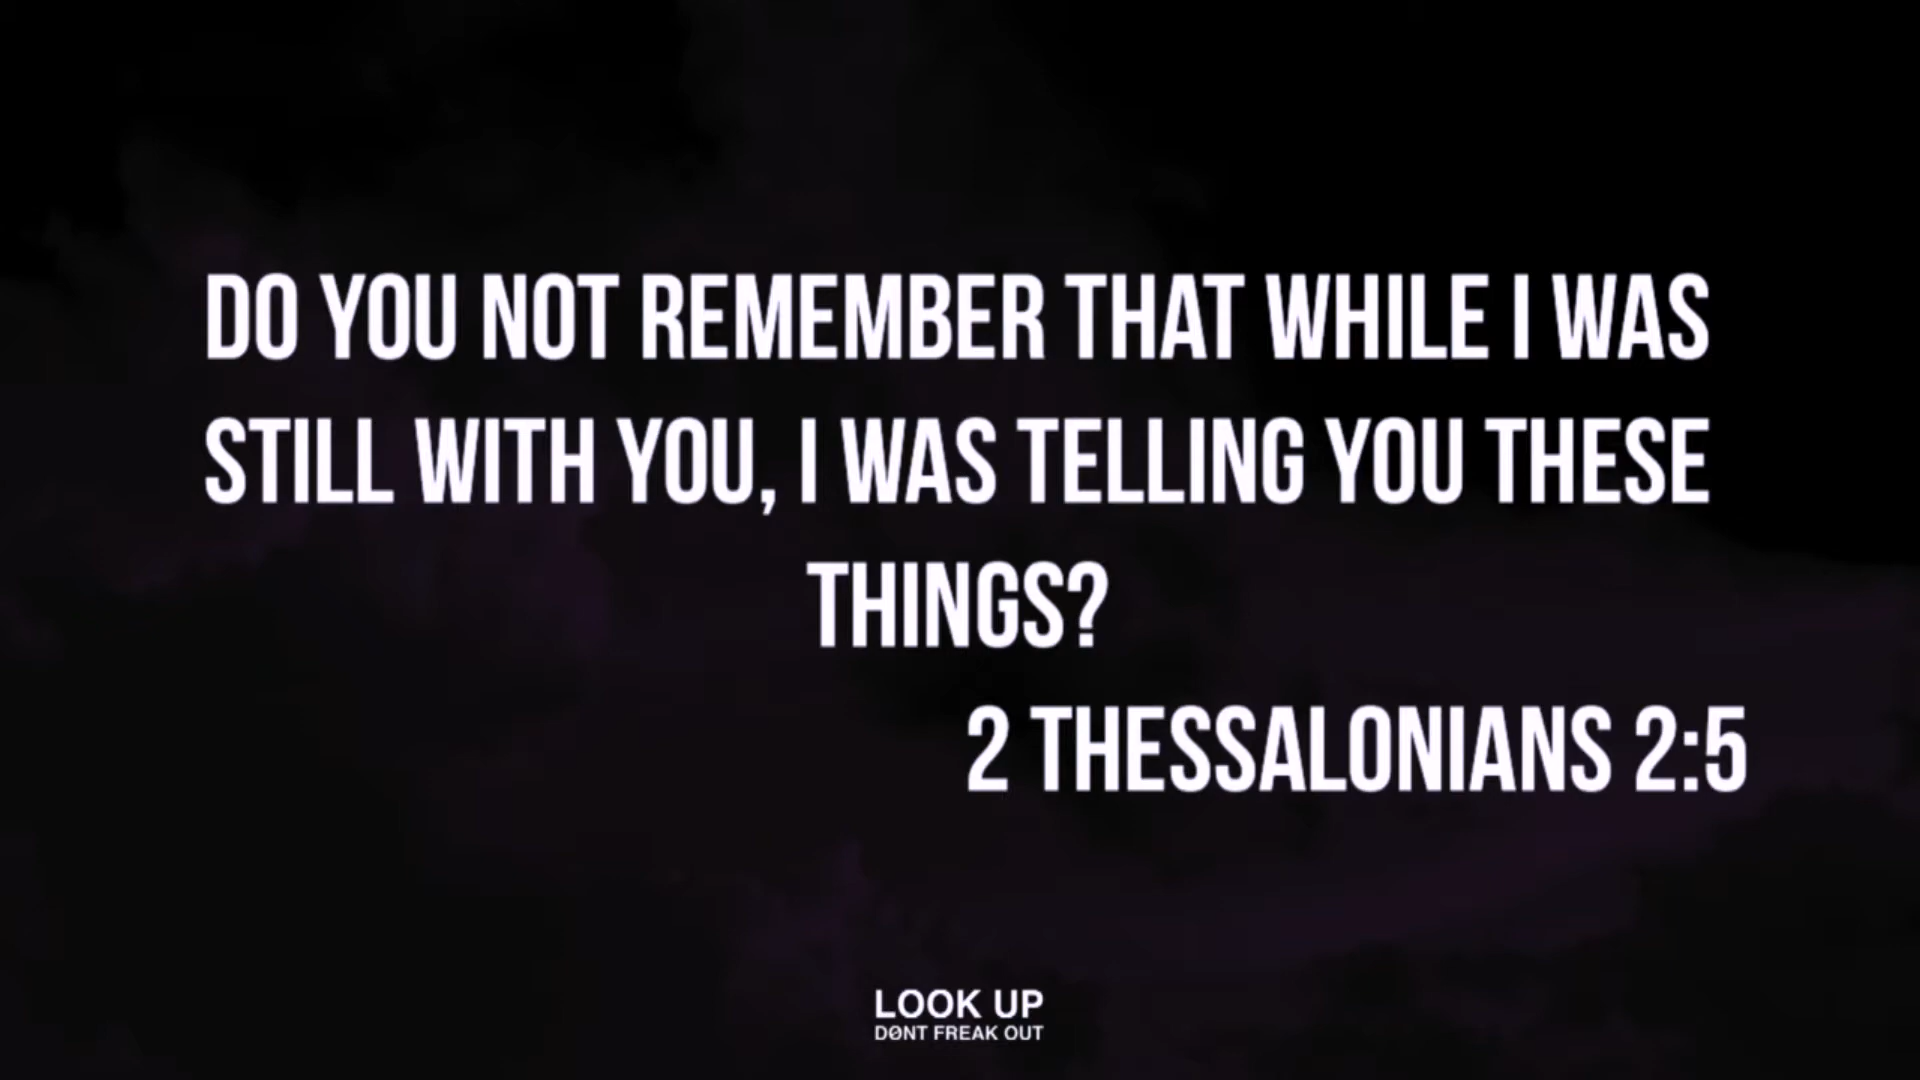 DO YOU NOT REMEMBER THAT WHILE I WAS
STILL WITH YOU, I WAS TELLING YOU THESE
THINGS?
2 THESSALONIANS 2:5
LOOK UP
DØNT FREAK OUT